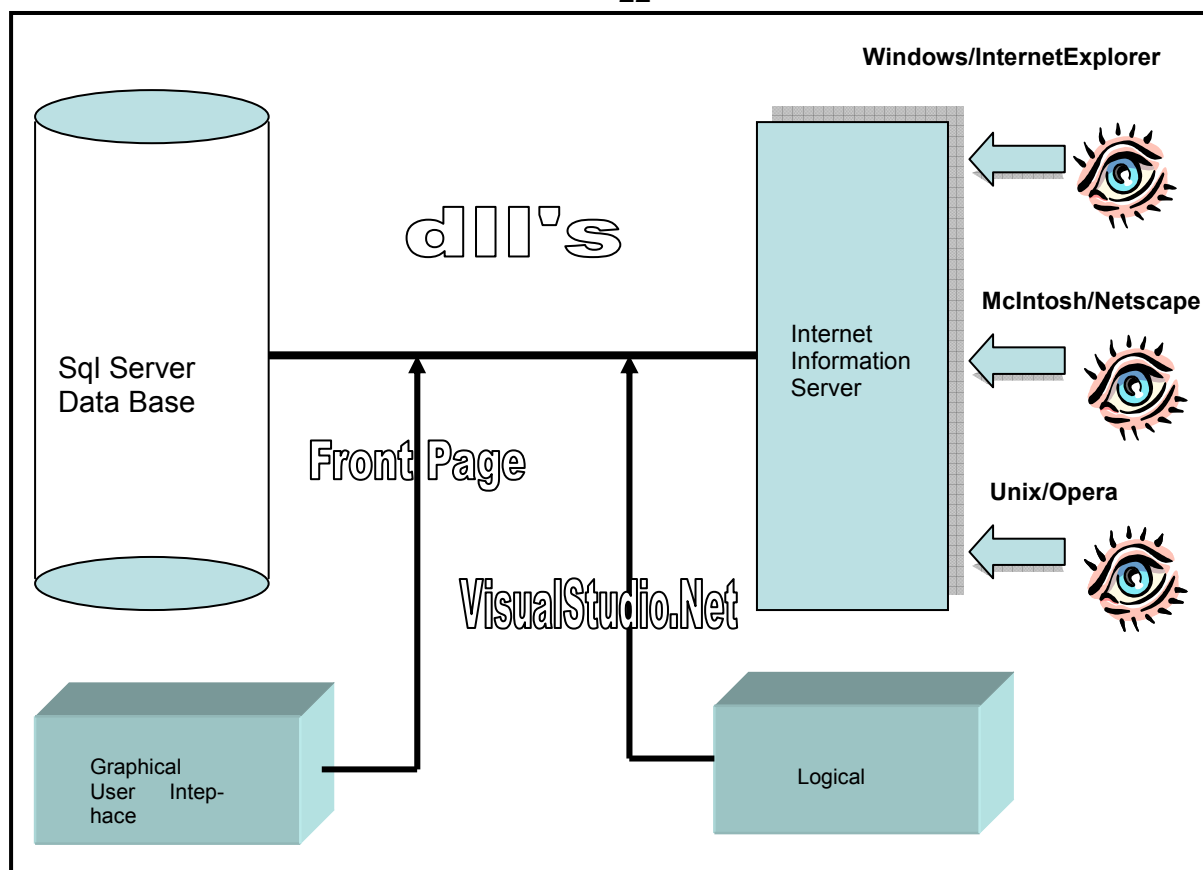 Windows/InternetExplorer
dll's
McIntosh/Netscape
Internet
Information
Server
Sql Server
Data Base
Front Page
Unix/Opera
VisualStudio.Net
Graphical
User Intep-
hace
Logical